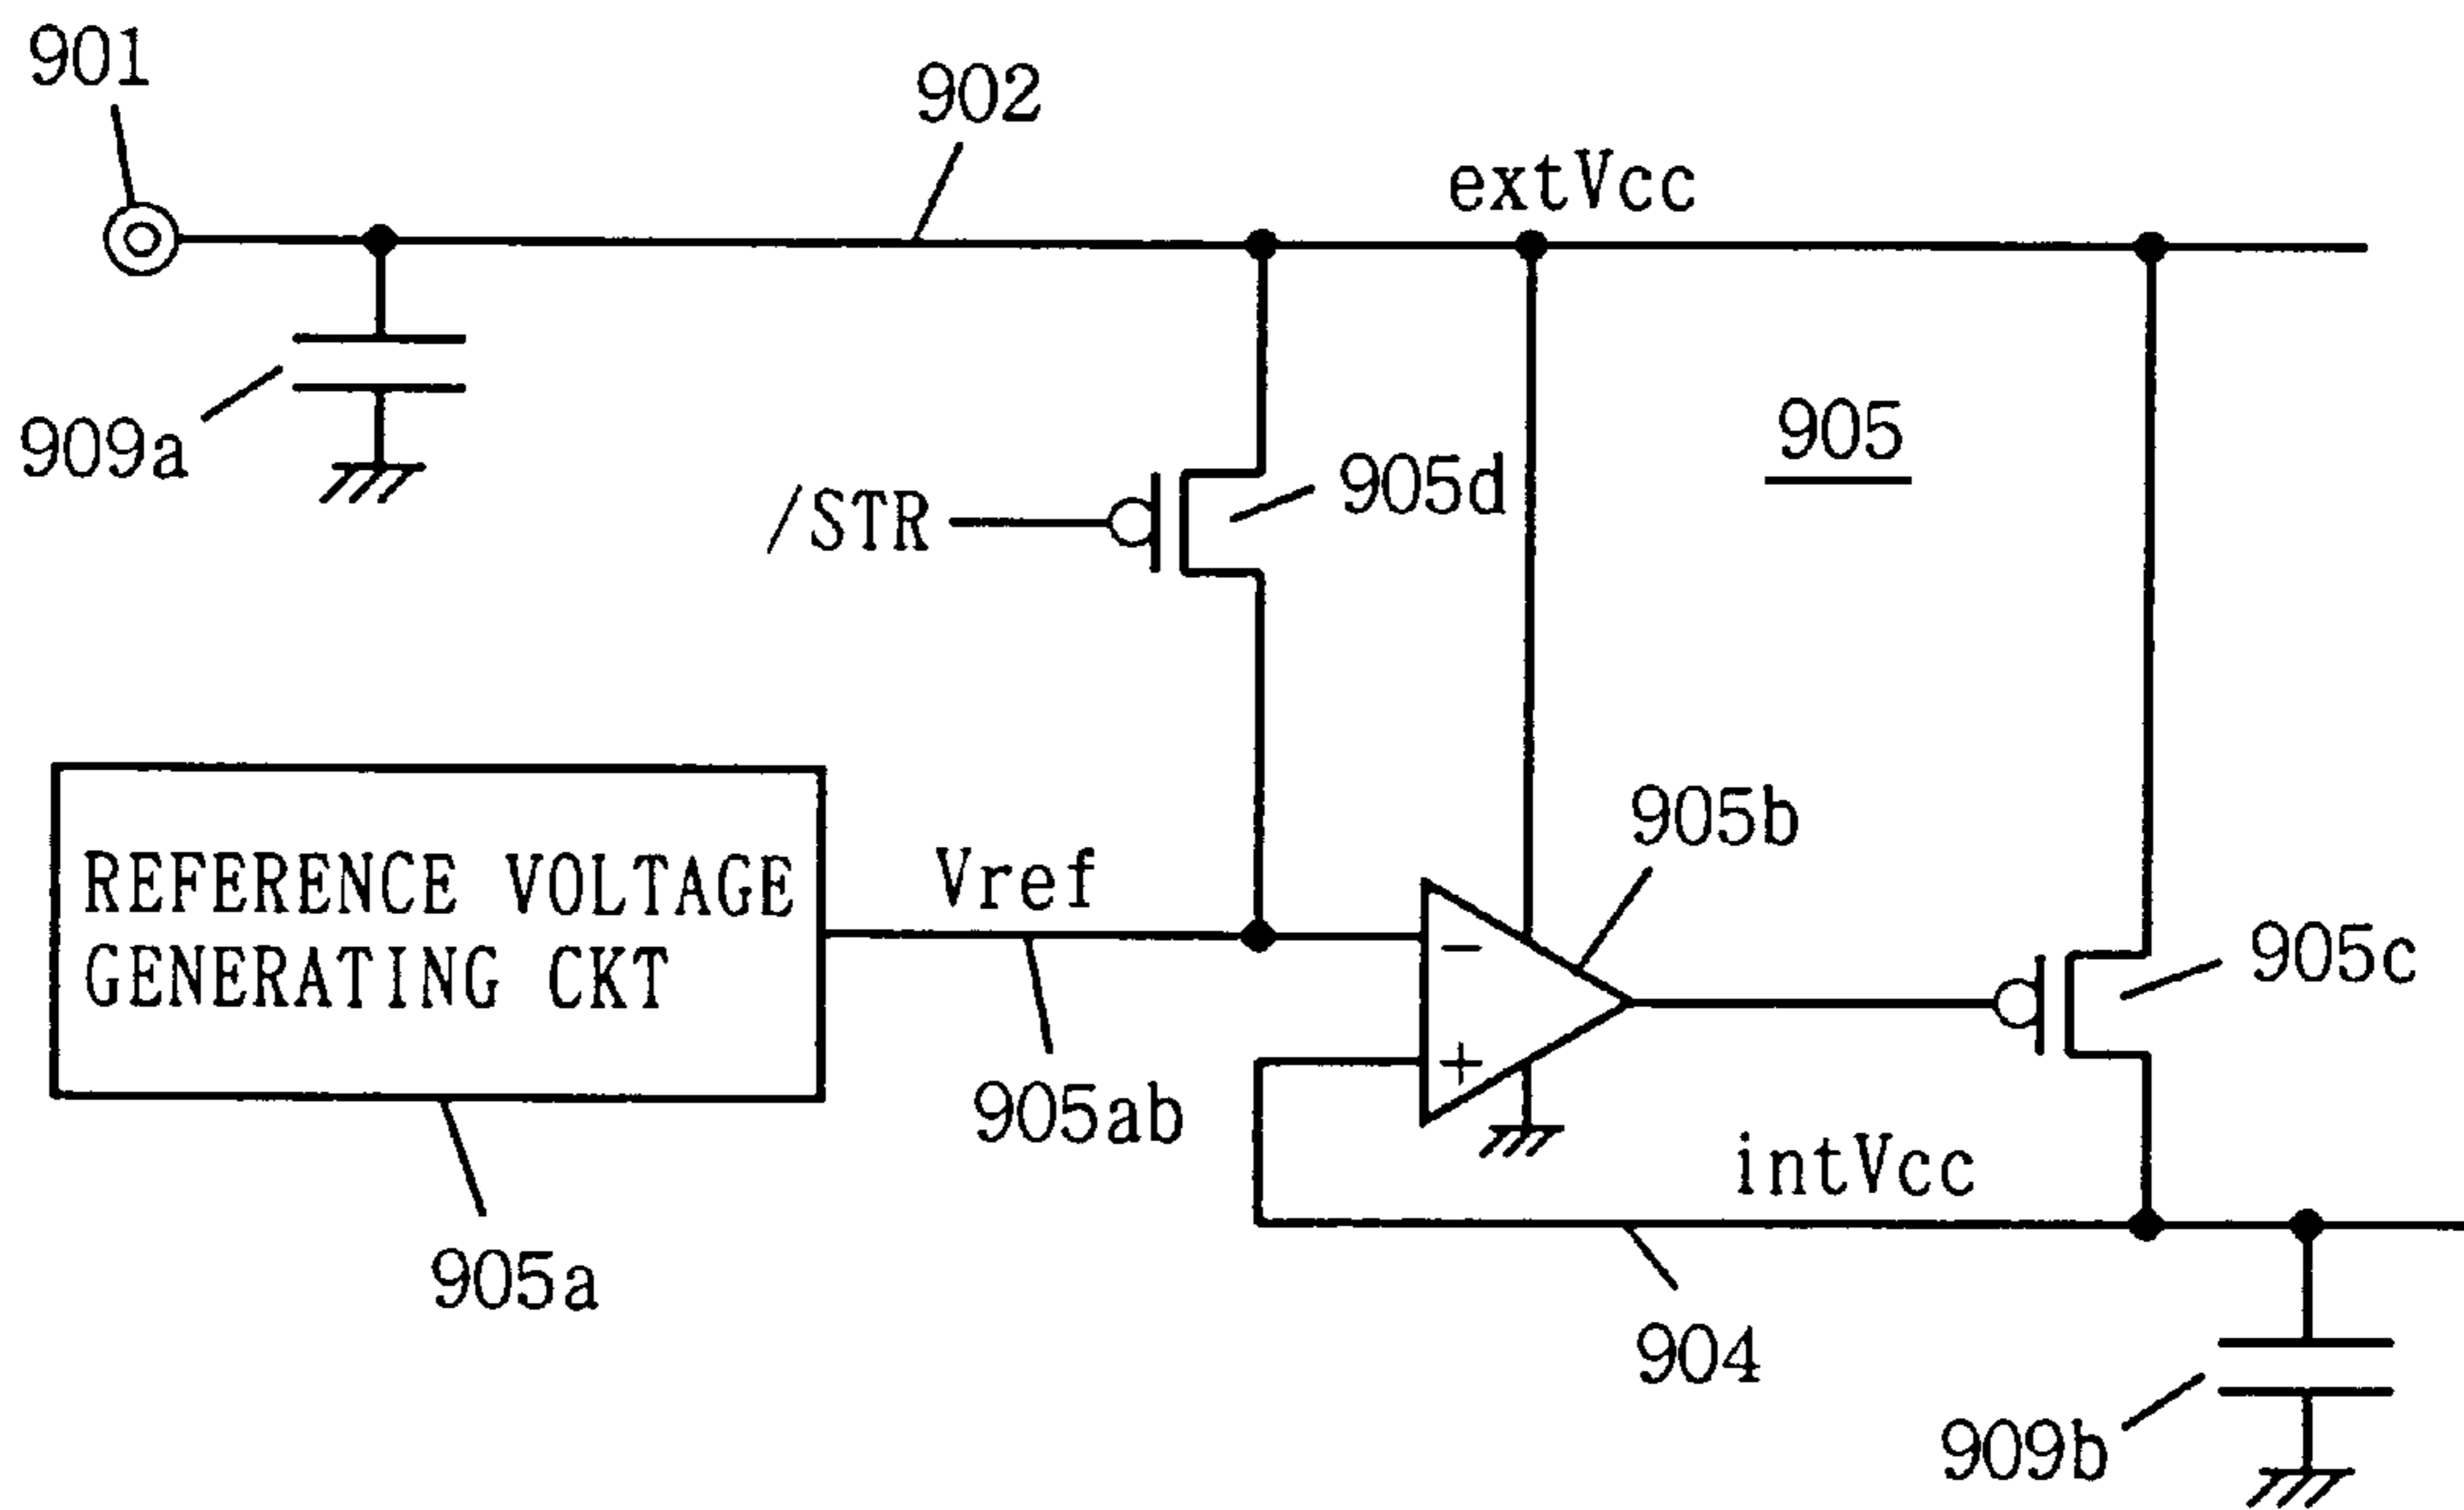 901
902
extVcc
905
909a
905d
/STR
905b
REFERENCE VOLTAGE
GENERATING CKT
Vref
−
905c
+
905ab
intVcc
905a
904
909b